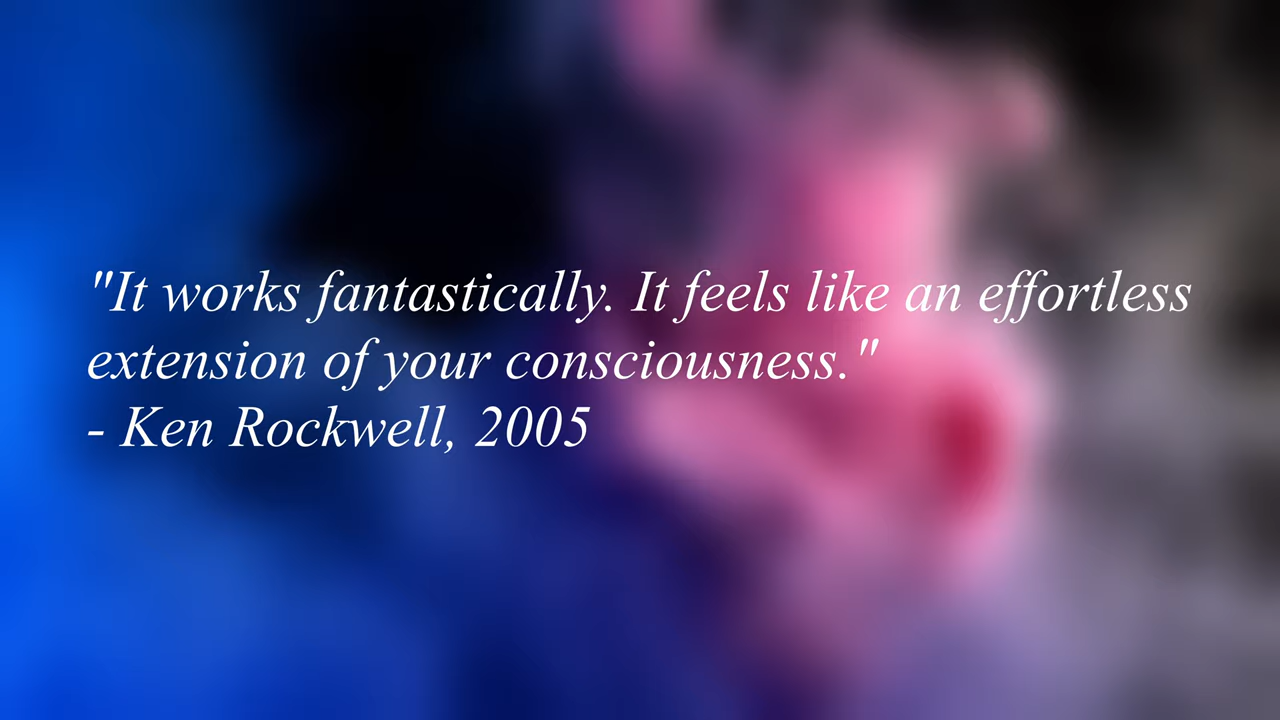 "It works fantastically. It feels like an effortless
extension of your consciousness."
- Ken Rockwell, 2005